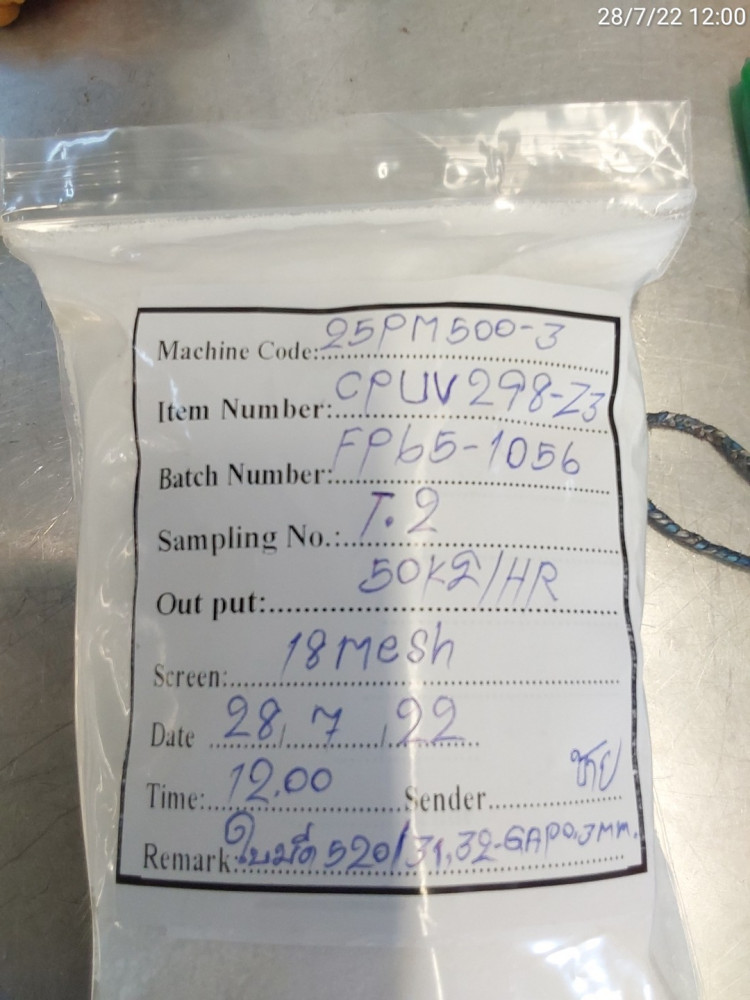 28/7/22 12:00
Machine Code: 25PM500-3
Item Number: CPUV298-Z3
Batch Number: FP65-1056
Sampling No.: T.2
Out put: 50kg/HR
Screen: 18mesh
Date 28/7/22
Time: 12.00 Sender ชัย
Remark: ใบมีด 520/31,32-GAP0.3mm.